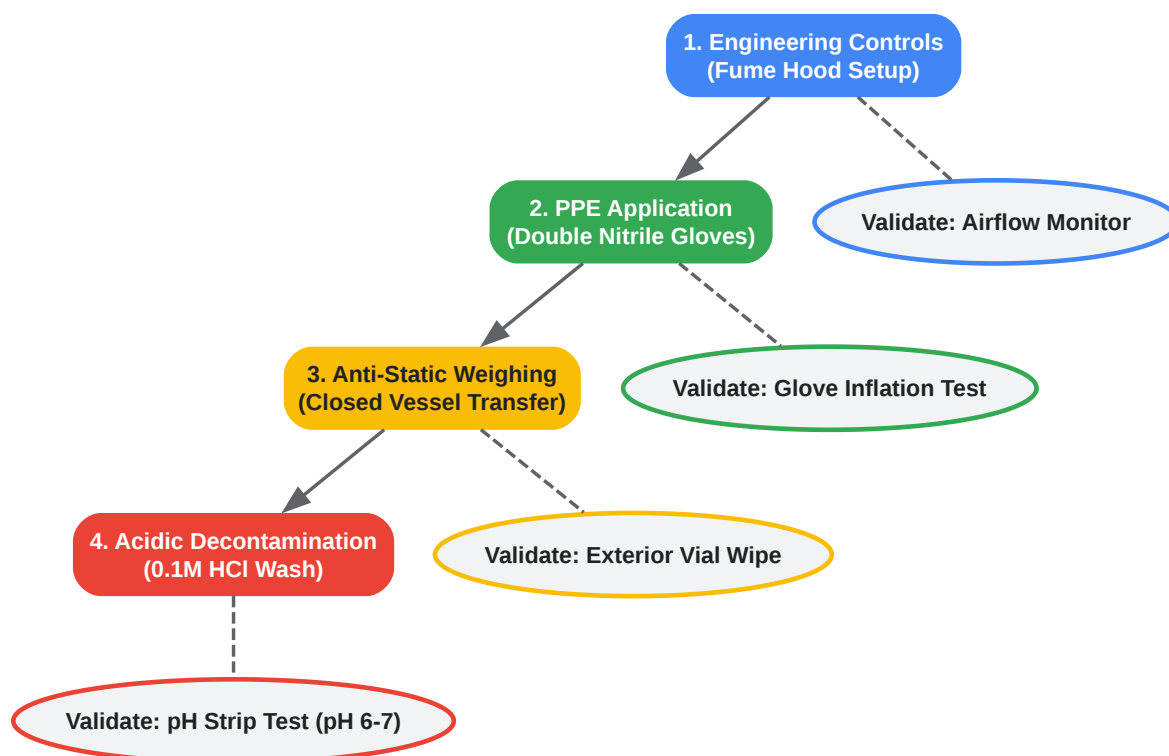 1. Engineering Controls
(Fume Hood Setup)
Validate: Airflow Monitor
2. PPE Application
(Double Nitrile Gloves)
Validate: Glove Inflation Test
3. Anti-Static Weighing
(Closed Vessel Transfer)
Validate: Exterior Vial Wipe
4. Acidic Decontamination
(0.1M HCl Wash)
Validate: pH Strip Test (pH 6-7)